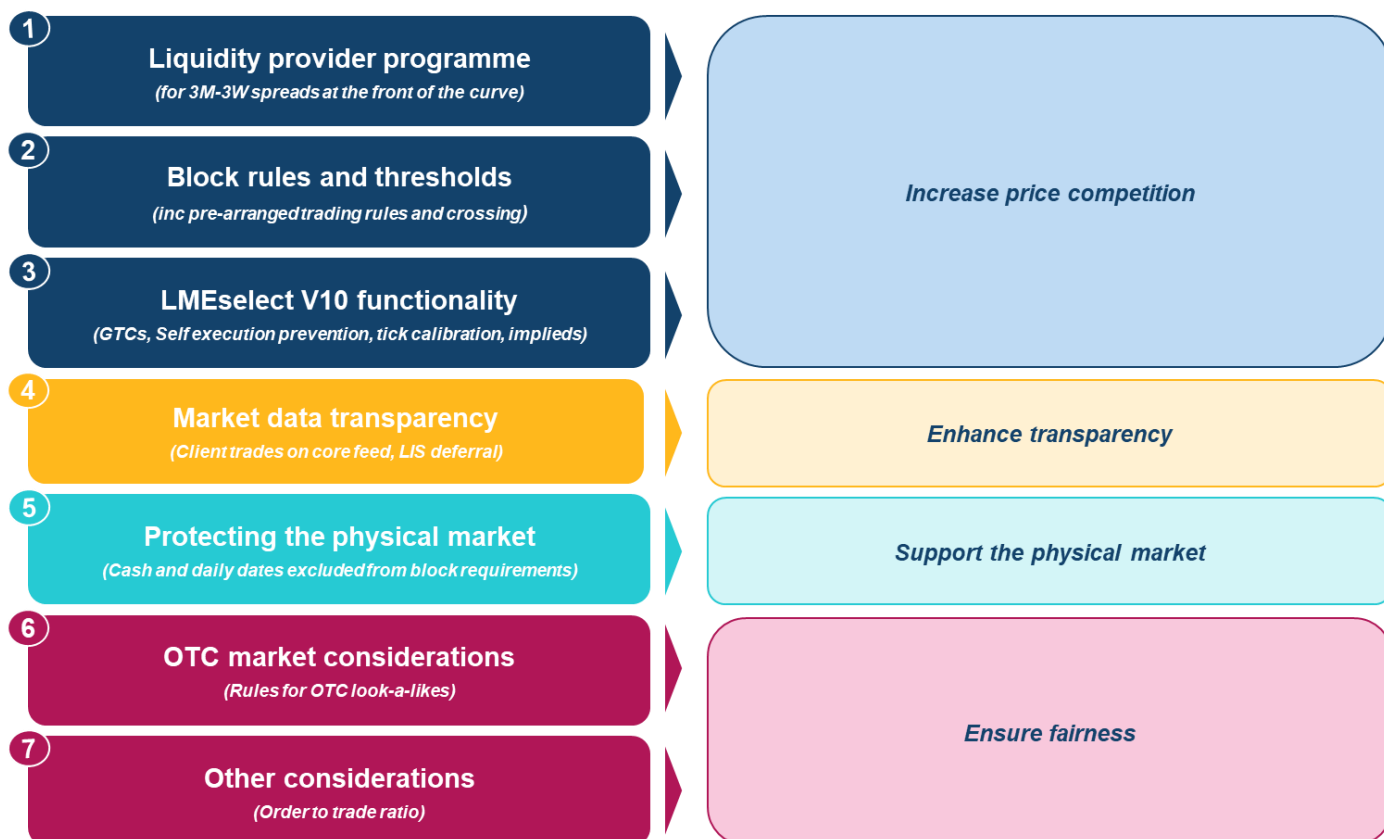 1
Liquidity provider programme
(for 3M-3W spreads at the front of the curve)
2
Block rules and thresholds
(inc pre-arranged trading rules and crossing)
3
LMEselect V10 functionality
(GTCs, Self execution prevention, tick calibration, implieds)
Increase price competition
4
Market data transparency
(Client trades on core feed, LIS deferral)
Enhance transparency
5
Protecting the physical market
(Cash and daily dates excluded from block requirements)
Support the physical market
6
OTC market considerations
(Rules for OTC look-a-likes)
7
Other considerations
(Order to trade ratio)
Ensure fairness